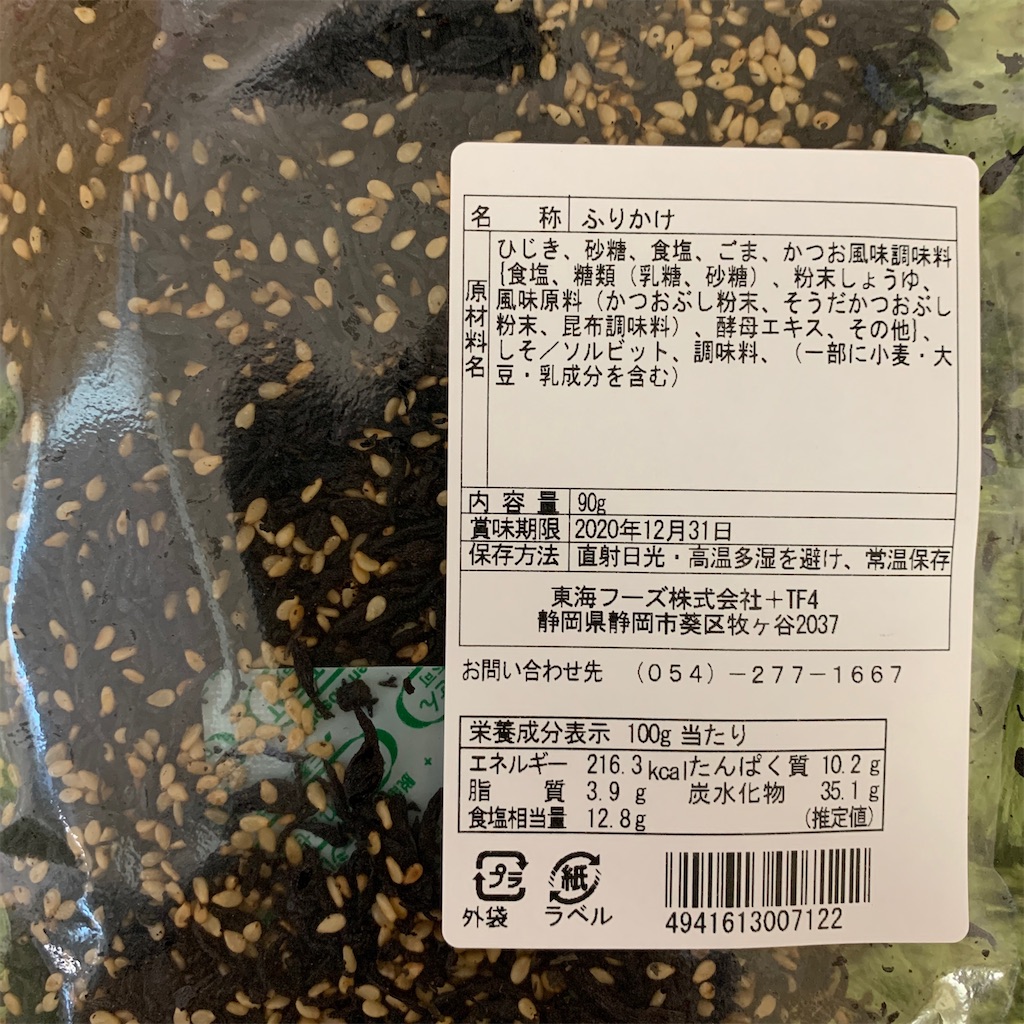 名 称 ふりかけ
原材料名
ひじき、砂糖、食塩、ごま、かつお風味調味料
{食塩、糖類(乳糖、砂糖)、粉末しょうゆ、
風味原料(かつおぶし粉末、そうだかつおぶし
粉末、昆布調味料)、酵母エキス、その他}、
しそ/ソルビット、調味料、(一部に小麦・大
豆・乳成分を含む)
内容量 90g
賞味期限 2020年12月31日
保存方法 直射日光・高温多湿を避け、常温保存
東海フーズ株式会社+TF4
静岡県静岡市葵区牧ヶ谷2037
お問い合わせ先 (054)-277-1667
栄養成分表示 100g当たり
エネルギー 216.3kcal たんぱく質 10.2g
脂質 3.9g 炭水化物 35.1g
食塩相当量 12.8g (推定値)
プラ 紙
外袋 ラベル
4941613007122